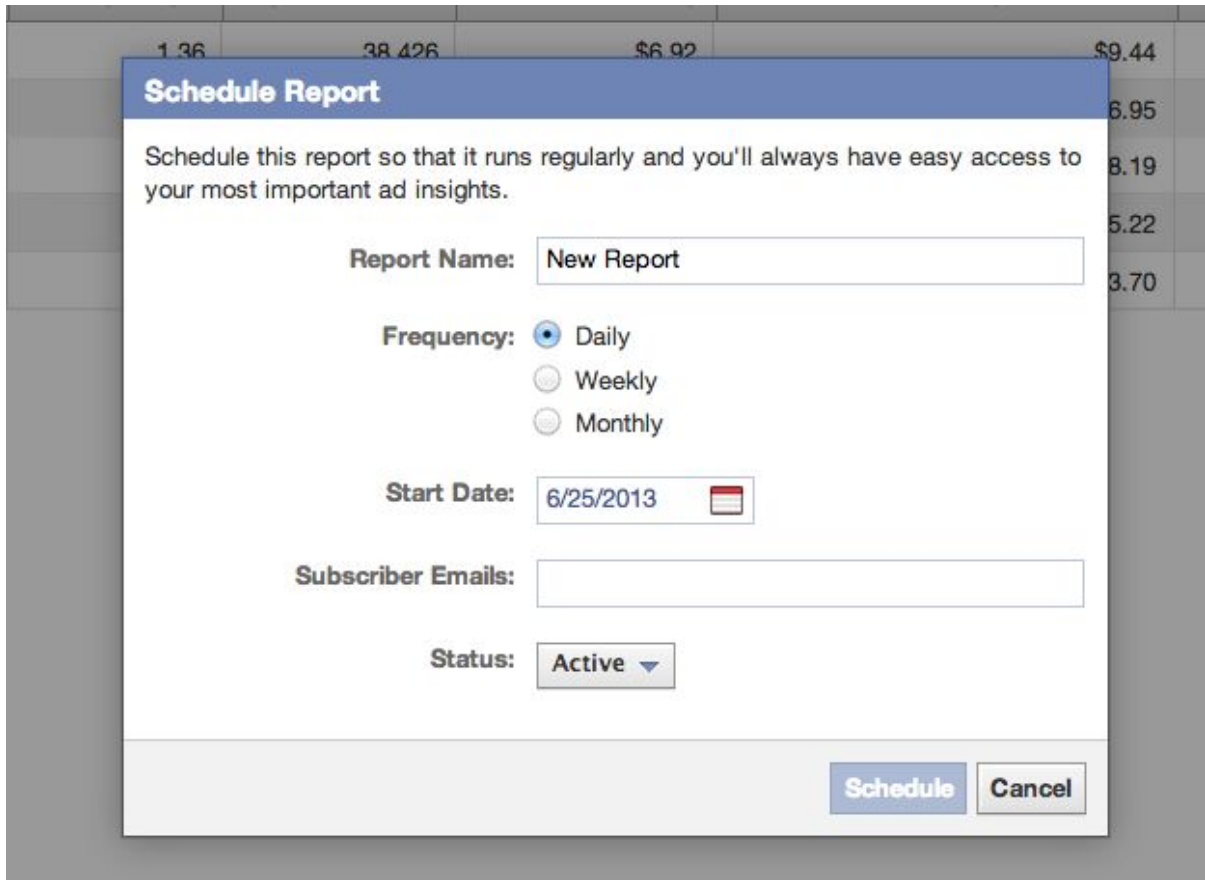 1.36 38,426 $6.92 $9.44
Schedule Report
6.95
Schedule this report so that it runs regularly and you'll always have easy access to
8.19
your most important ad insights.
5.22
Report Name: New Report
3.70
Frequency: Daily
Weekly
Monthly
Start Date: 6/25/2013
Subscriber Emails:
Status: Active
Schedule Cancel